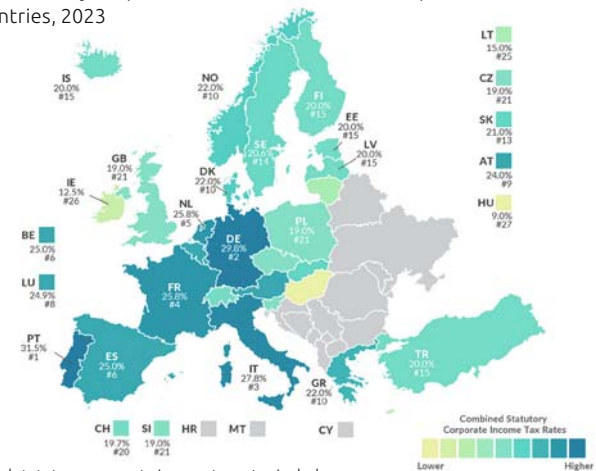 ntries, 2023
LT
15.0%
#25
IS
20.0%
#15
NO
22.0%
#10
FI
20.0%
#15
CZ
19.0%
#21
EE
20.0%
#15
SK
21.0%
#13
SE
20.6%
#14
LV
20.0%
#15
GB
19.0%
#21
DK
22.0%
#10
AT
24.0%
#9
IE
12.5%
#26
NL
25.8%
#5
HU
9.0%
#27
PL
19.0%
#21
BE
25.0%
#6
DE
29.8%
#2
LU
24.9%
#8
FR
25.8%
#4
PT
31.5%
#1
ES
25.0%
#6
IT
27.8%
#3
TR
20.0%
#15
GR
22.0%
#10
CH
19.7%
#20
SI
19.0%
#21
HR
MT
CY
Combined Statutory
Corporate Income Tax Rates
Lower
Higher